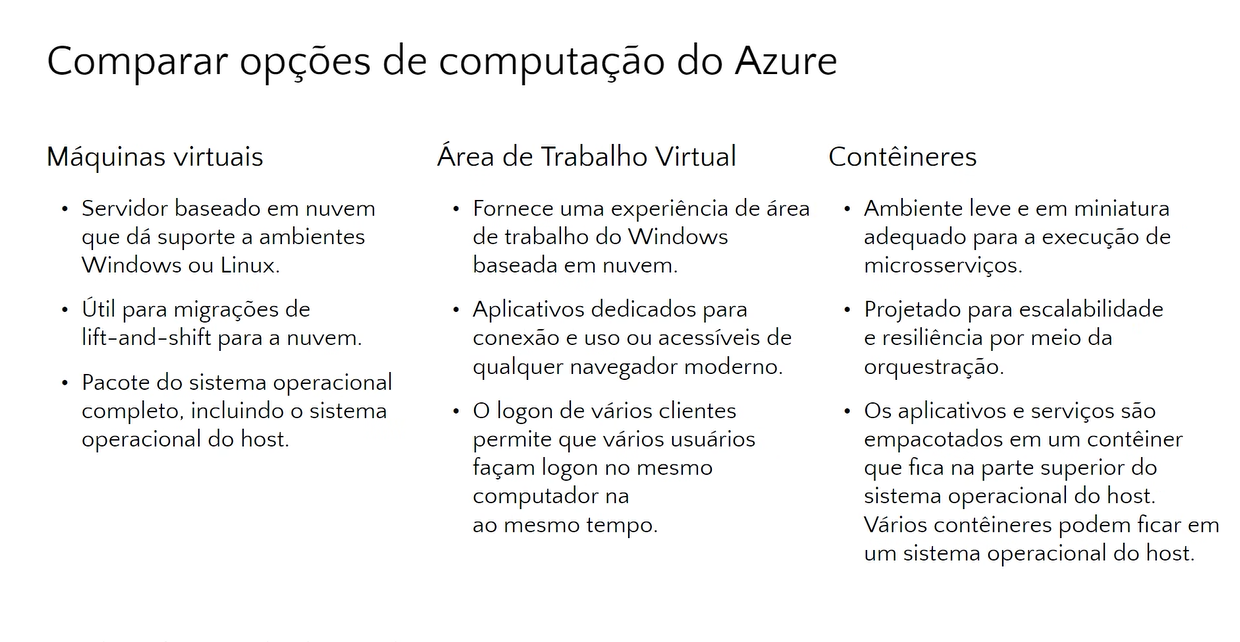 Comparar opções de computação do Azure
Máquinas virtuais
• Servidor baseado em nuvem
que dá suporte a ambientes
Windows ou Linux.
• Útil para migrações de
lift-and-shift para a nuvem.
• Pacote do sistema operacional
completo, incluindo o sistema
operacional do host.
Área de Trabalho Virtual
• Fornece uma experiência de área
de trabalho do Windows
baseada em nuvem.
• Aplicativos dedicados para
conexão e uso ou acessíveis de
qualquer navegador moderno.
• O logon de vários clientes
permite que vários usuários
façam logon no mesmo
computador na
ao mesmo tempo.
Contêineres
• Ambiente leve e em miniatura
adequado para a execução de
microsserviços.
• Projetado para escalabilidade
e resiliência por meio da
orquestração.
• Os aplicativos e serviços são
empacotados em um contêiner
que fica na parte superior do
sistema operacional do host.
Vários contêineres podem ficar em
um sistema operacional do host.